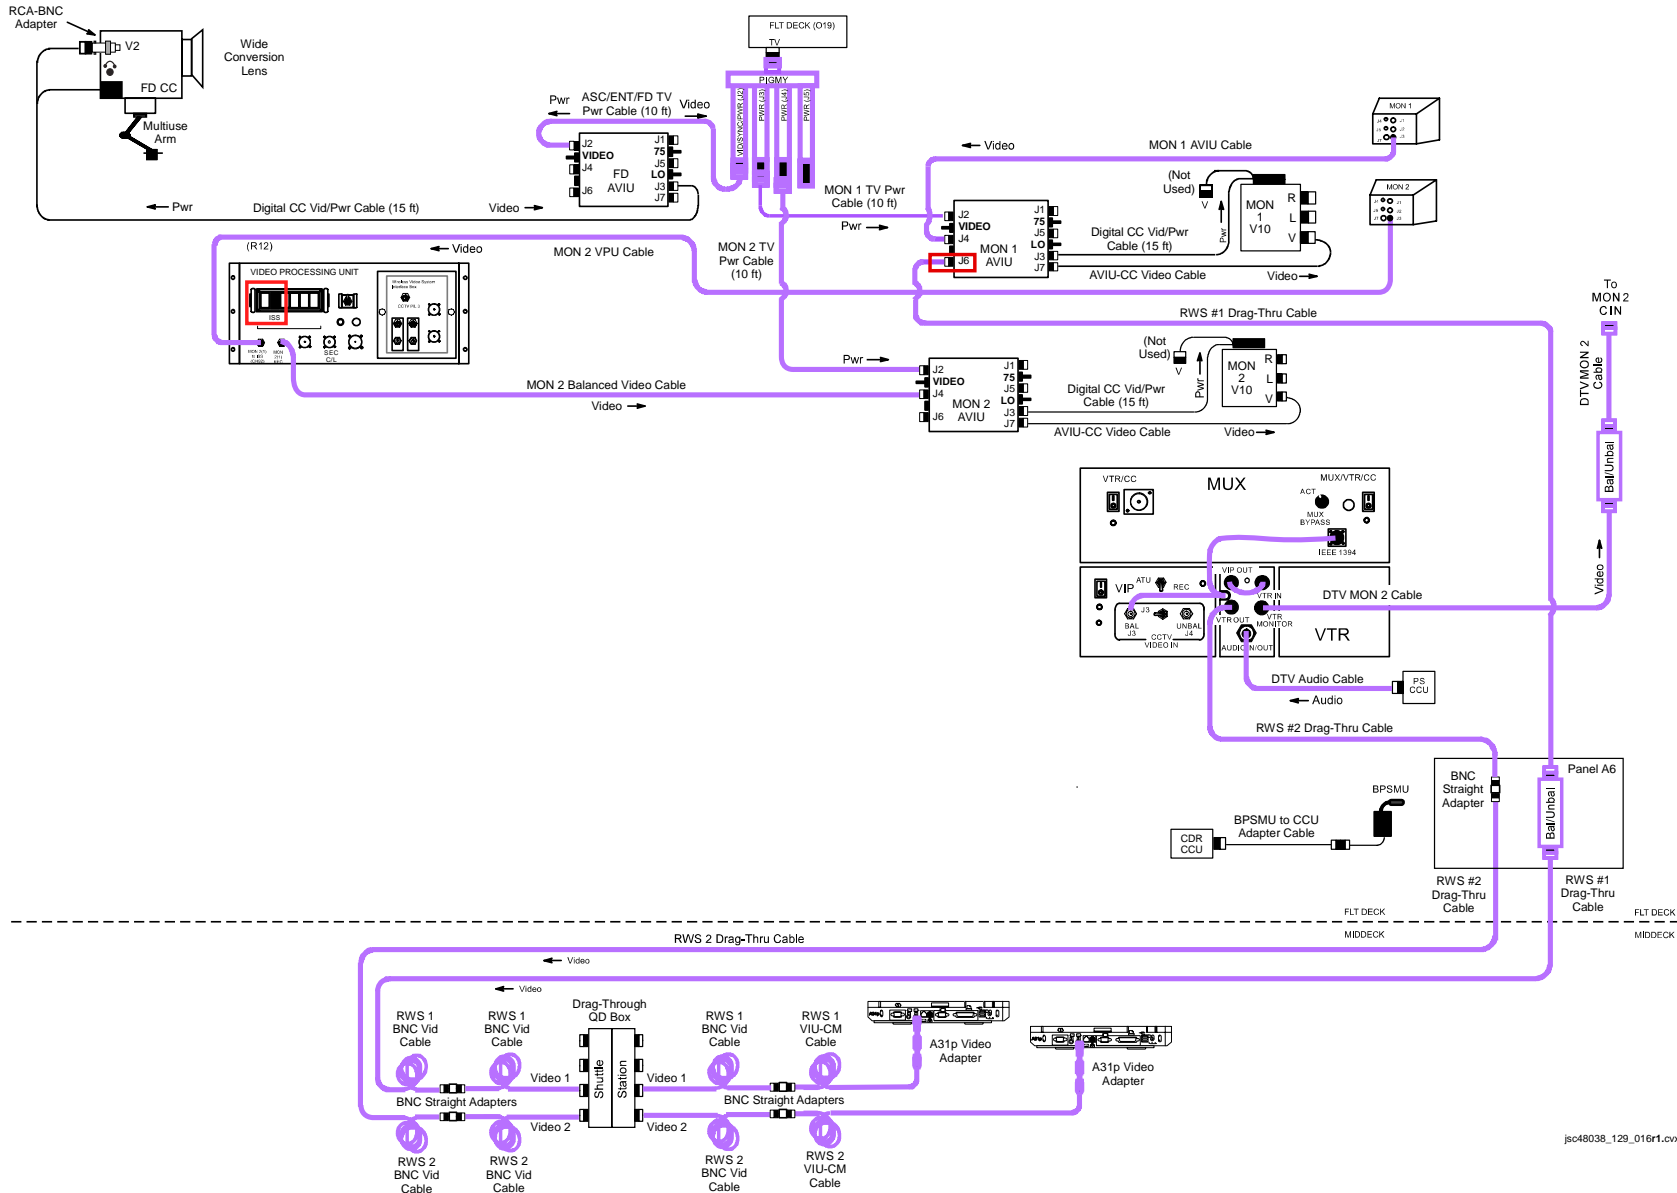 RCA-BNC
Adapter
V2
FD CC
Wide
Conversion
Lens
Multiuse
Arm
FLT DECK (O19)
TV
PIGMY
VID/SYNC/PWR (J2)
PWR (J3)
PWR (J4)
PWR (J5)
Pwr
ASC/ENT/FD TV
Pwr Cable (10 ft)
Video
J2
VIDEO
J4
J6
FD
AVIU
J1
75
J5
LO
J3
J7
← Pwr
Digital CC Vid/Pwr Cable (15 ft)
Video →
MON 1
J1
J2
J3
← Video
MON 1 AVIU Cable
MON 2
J1
J2
J3
MON 1 TV Pwr
Cable (10 ft)
Pwr →
J2
VIDEO
J4
J6
MON 1
AVIU
J1
75
J5
LO
J3
J7
(Not
Used)
V
Pwr
MON
1
V10
R
L
V
Digital CC Vid/Pwr
Cable (15 ft)
AVIU-CC Video Cable
Video →
(R12)
← Video
MON 2 VPU Cable
MON 2 TV
Pwr Cable
(10 ft)
VIDEO PROCESSING UNIT
ISS
Wireless Video System
Interface Box
SEC
C/L
RWS #1 Drag-Thru Cable
To
MON 2
C IN
DTV MON 2
Cable
Bal/Unbal
Video →
Pwr →
J2
VIDEO
J4
J6
MON 2
AVIU
J1
75
J5
LO
J3
J7
(Not
Used)
V
Pwr
MON
2
V10
R
L
V
Digital CC Vid/Pwr
Cable (15 ft)
AVIU-CC Video Cable
Video →
MON 2 Balanced Video Cable
Video →
VTR/CC
MUX
MUX/VTR/CC
ACT
MUX
BYPASS
IEEE 1394
VIP
ATU
REC
J3
BAL
J3
UNBAL
J4
CCTV
VIDEO IN
VIP OUT
VTR IN
VTR OUT
VTR
MONITOR
AUDIO IN/OUT
VTR
DTV MON 2 Cable
DTV Audio Cable
← Audio
PS
CCU
RWS #2 Drag-Thru Cable
Panel A6
BNC
Straight
Adapter
Bal/Unbal
BPSMU
BPSMU to CCU
Adapter Cable
CDR
CCU
RWS #2
Drag-Thru
Cable
RWS #1
Drag-Thru
Cable
FLT DECK
FLT DECK
MIDDECK
MIDDECK
RWS 2 Drag-Thru Cable
← Video
← Video
RWS 1
BNC Vid
Cable
RWS 1
BNC Vid
Cable
Drag-Through
QD Box
RWS 1
BNC Vid
Cable
RWS 1
VIU-CM
Cable
A31p Video
Adapter
A31p Video
Adapter
Shuttle
Station
Video 1
Video 1
BNC Straight Adapters
BNC Straight Adapters
Video 2
Video 2
RWS 2
BNC Vid
Cable
RWS 2
BNC Vid
Cable
RWS 2
BNC Vid
Cable
RWS 2
VIU-CM
Cable